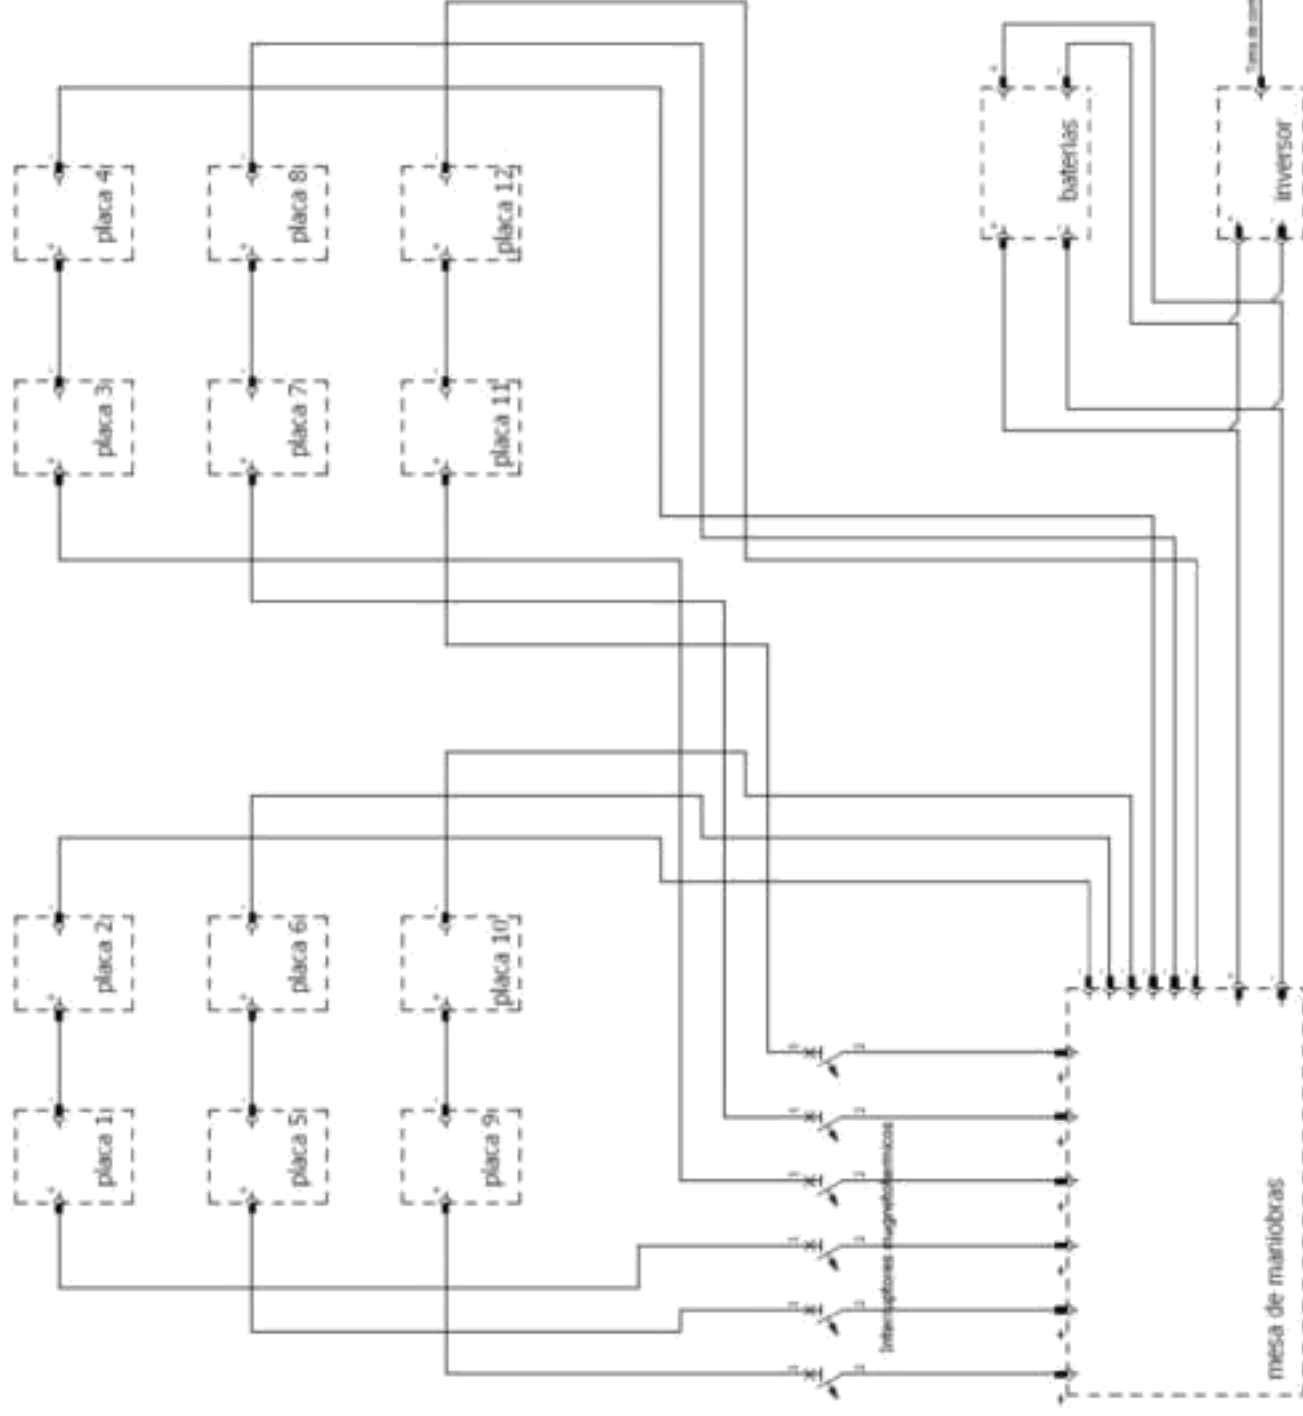 placa 4
placa 8
placa 12
placa 3
placa 7
placa 11
baterias
inversor
placa 2
placa 6
placa 10
placa 1
placa 5
placa 9
Interruptores magnetotermicos
mesa de maniobras